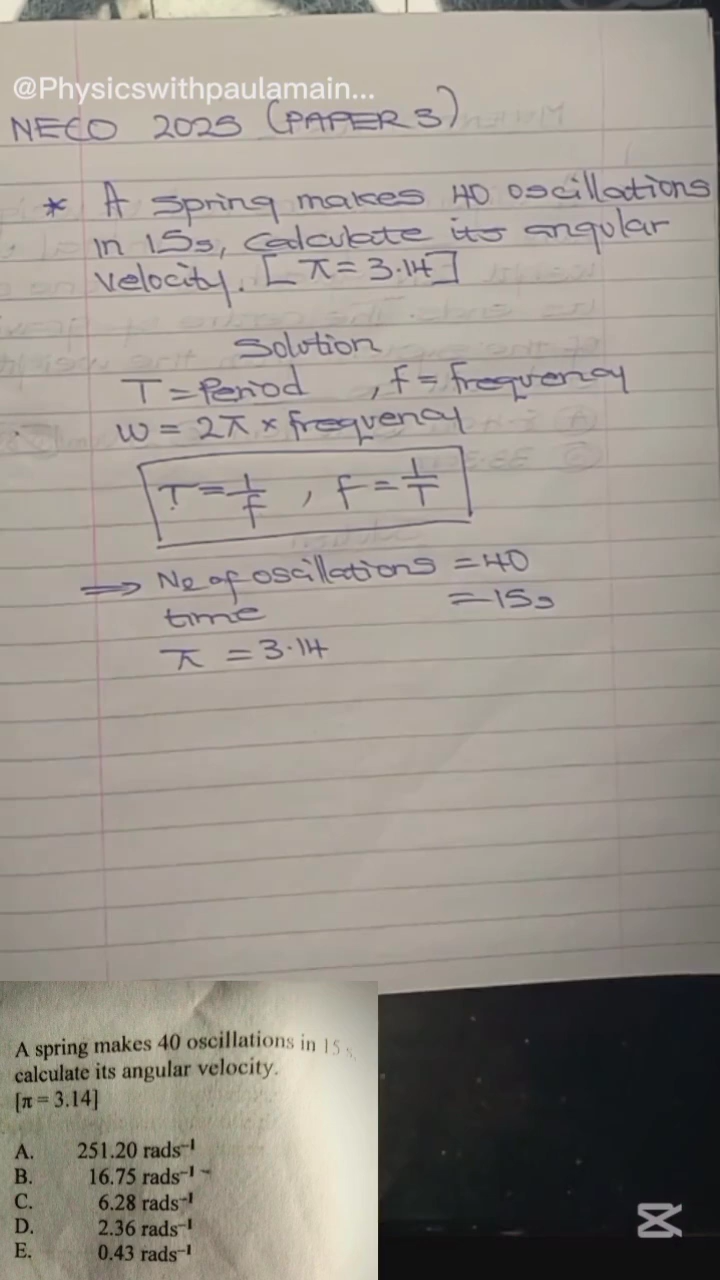 @Physicswithpaulamain...
NECO 2025 (PAPER 3)
* A spring makes 40 oscillations
in 15s, calculate its angular
velocity. [π = 3.14]
Solution
T = Period , f = frequency
w = 2π × frequency
T = 1/f , f = 1/T
⇒ No of oscillations = 40
time = 15s
π = 3.14
A spring makes 40 oscillations in 15 s,
calculate its angular velocity.
[π = 3.14]
A. 251.20 rads⁻¹
B. 16.75 rads⁻¹
C. 6.28 rads⁻¹
D. 2.36 rads⁻¹
E. 0.43 rads⁻¹